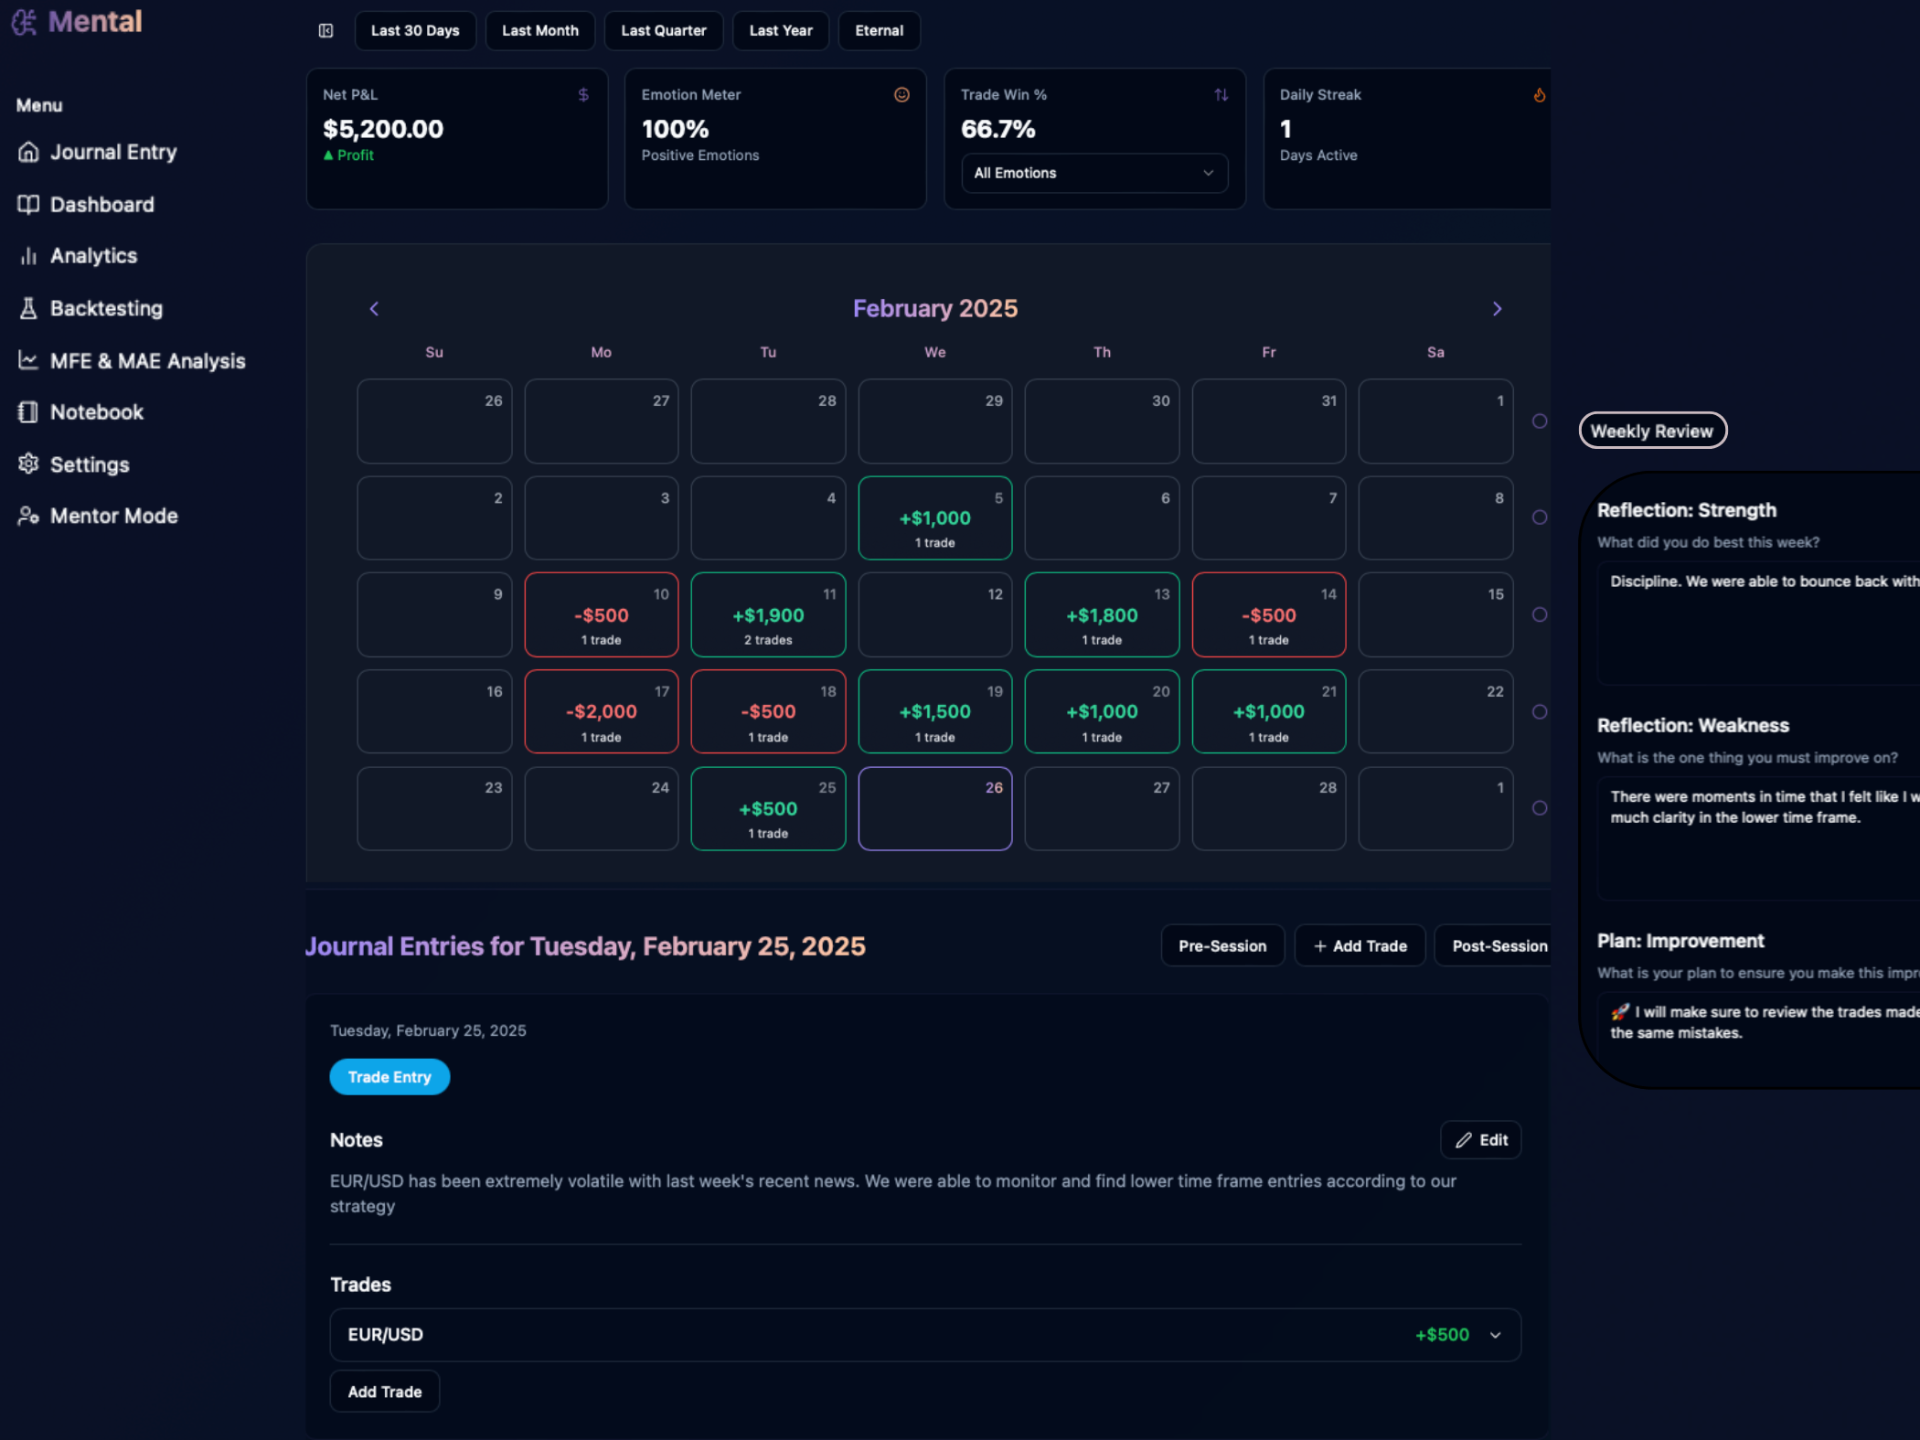 Mental
Menu
Journal Entry
Dashboard
Analytics
Backtesting
MFE & MAE Analysis
Notebook
Settings
Mentor Mode
Last 30 Days
Last Month
Last Quarter
Last Year
Eternal
Net P&L
$
$5,200.00
Profit
Emotion Meter
100%
Positive Emotions
Trade Win %
66.7%
All Emotions
Daily Streak
1
Days Active
February 2025
Su Mo Tu We Th Fr Sa
26 27 28 29 30 31 1
2 3 4 5 6 7 8
+$1,000
1 trade
9 10 11 12 13 14 15
-$500 +$1,900 +$1,800 -$500
1 trade 2 trades 1 trade 1 trade
16 17 18 19 20 21 22
-$2,000 -$500 +$1,500 +$1,000 +$1,000
1 trade 1 trade 1 trade 1 trade 1 trade
23 24 25 26 27 28 1
+$500
1 trade
Journal Entries for Tuesday, February 25, 2025
Pre-Session
+ Add Trade
Post-Session
Tuesday, February 25, 2025
Trade Entry
Notes
Edit
EUR/USD has been extremely volatile with last week's recent news. We were able to monitor and find lower time frame entries according to our
strategy
Trades
EUR/USD +$500
Add Trade
Weekly Review
Reflection: Strength
What did you do best this week?
Discipline. We were able to bounce back with
Reflection: Weakness
What is the one thing you must improve on?
There were moments in time that I felt like I w
much clarity in the lower time frame.
Plan: Improvement
What is your plan to ensure you make this impr
🚀 I will make sure to review the trades made
the same mistakes.